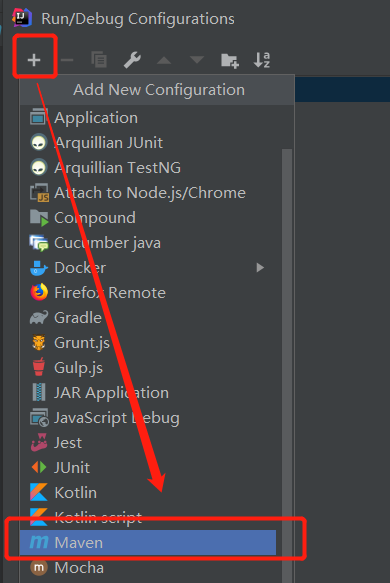 Run/Debug Configurations
Add New Configuration
Application
Arquillian JUnit
Arquillian TestNG
Attach to Node.js/Chrome
Compound
Cucumber java
Docker
Firefox Remote
Gradle
Grunt.js
Gulp.js
JAR Application
JavaScript Debug
Jest
JUnit
Kotlin
Kotlin script
Maven
Mocha